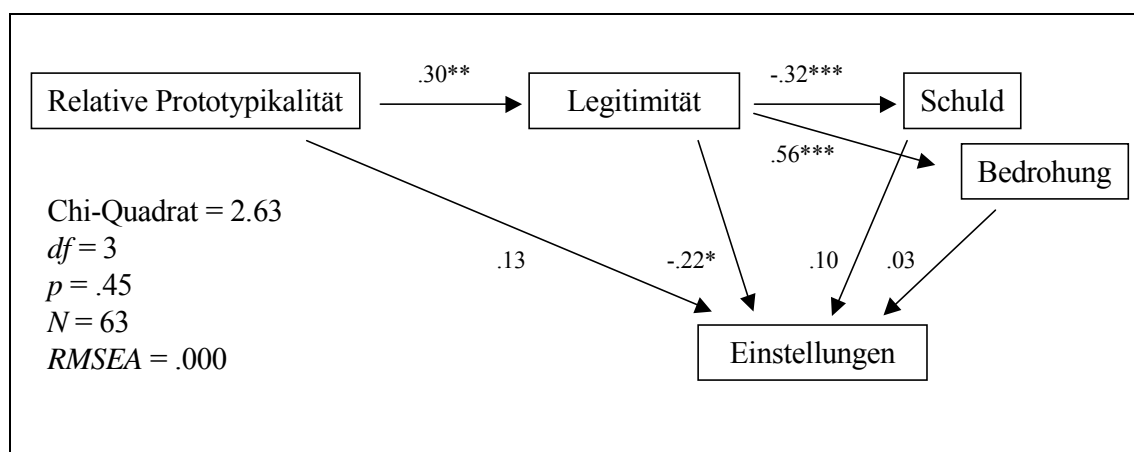 .30**
-.32***
Relative Prototypikalität
Legitimität
Schuld
.56***
Bedrohung
Chi-Quadrat = 2.63
df = 3
p = .45
N = 63
RMSEA = .000
.13
-.22*
.10
.03
Einstellungen